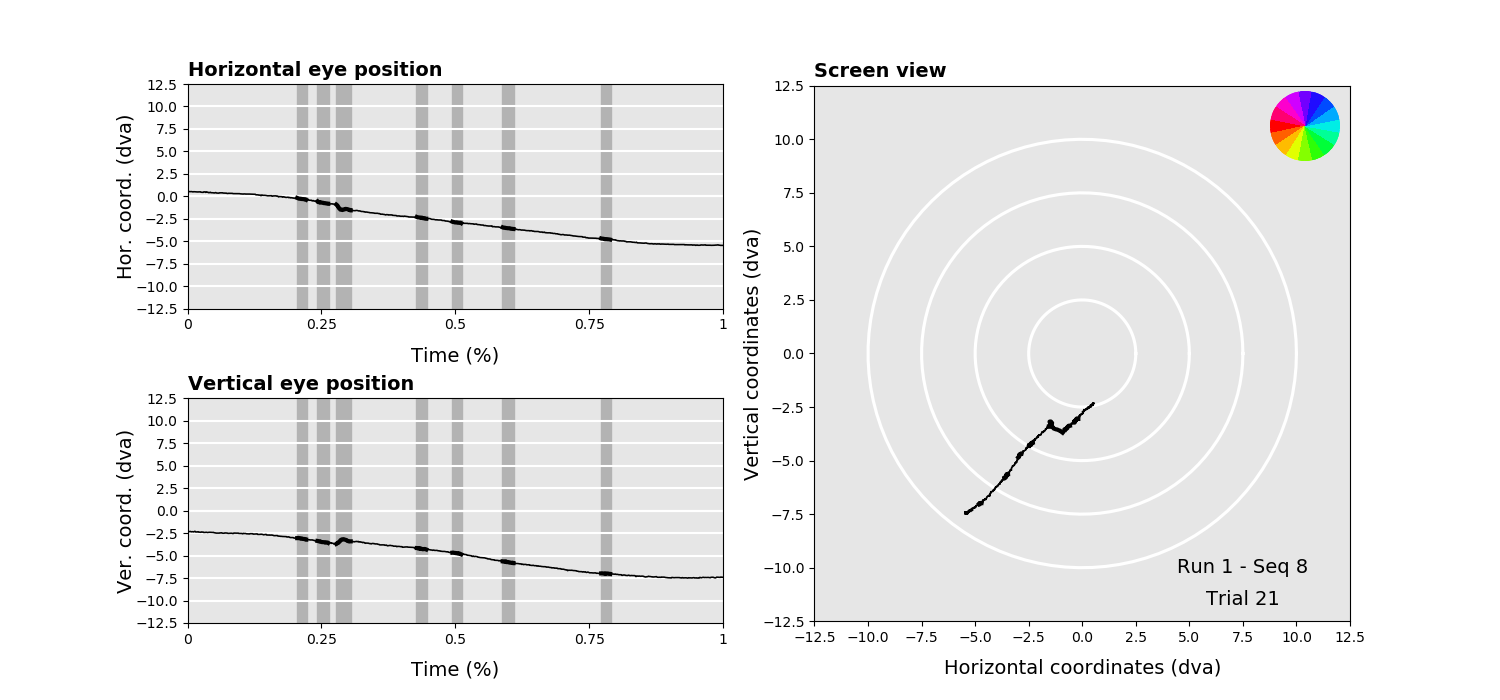 Horizontal eye position
Hor. coord. (dva)
12.5
10.0
7.5
5.0
2.5
0.0
−2.5
−5.0
−7.5
−10.0
−12.5
0 0.25 0.5 0.75 1
Time (%)
Vertical eye position
Ver. coord. (dva)
12.5
10.0
7.5
5.0
2.5
0.0
−2.5
−5.0
−7.5
−10.0
−12.5
0 0.25 0.5 0.75 1
Time (%)
Screen view
Vertical coordinates (dva)
12.5
10.0
7.5
5.0
2.5
0.0
−2.5
−5.0
−7.5
−10.0
−12.5
Run 1 - Seq 8
Trial 21
−12.5 −10.0 −7.5 −5.0 −2.5 0.0 2.5 5.0 7.5 10.0 12.5
Horizontal coordinates (dva)